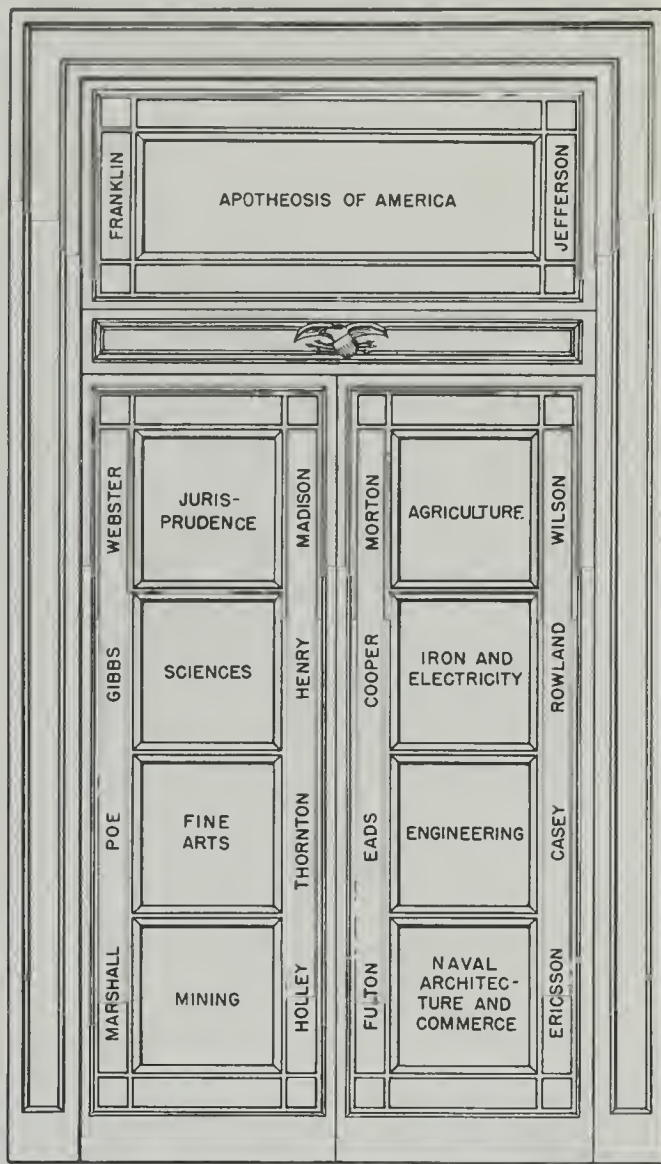 FRANKLIN
APOTHEOSIS OF AMERICA
JEFFERSON
WEBSTER
JURIS-
PRUDENCE
MADISON
MORTON
AGRICULTURE
WILSON
GIBBS
SCIENCES
HENRY
COOPER
IRON AND
ELECTRICITY
ROWLAND
POE
FINE
ARTS
THORNTON
EADS
ENGINEERING
CASEY
MARSHALL
MINING
HOLLEY
FULTON
NAVAL
ARCHITEC-
TURE AND
COMMERCE
ERICSSON